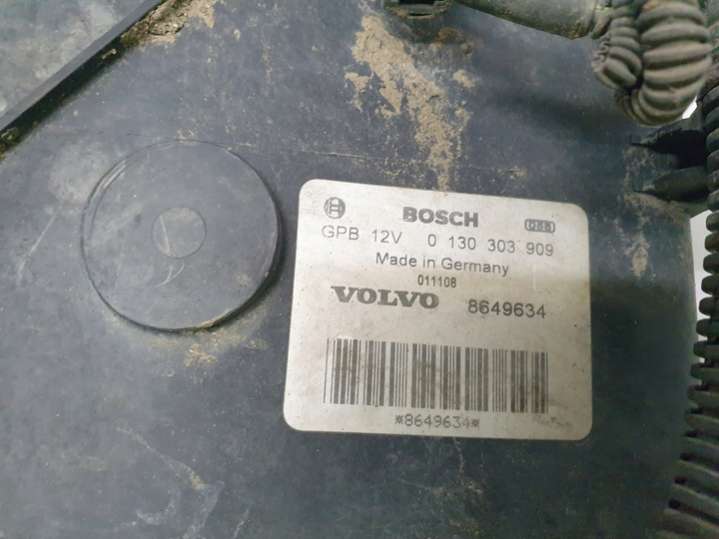 BOSCH
GPB 12V 0 130 303 909
Made in Germany
011108
VOLVO 8649634
*8649634*